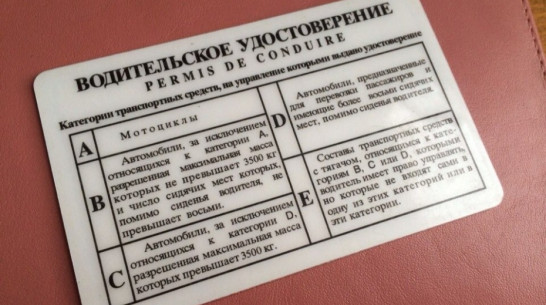 ВОДИТЕЛЬСКОЕ УДОСТОВЕРЕНИЕ
PERMIS DE CONDUIRE
Категории транспортных средств, на управление которыми выдано удостоверение
A
Мотоциклы
B
Автомобили, за исключением
относящихся к категории A,
разрешенная максимальная масса
которых не превышает 3500 кг
и число сидячих мест которых,
помимо сиденья водителя, не
превышает восьми.
C
Автомобили, за исключением
относящихся к категории D,
разрешенная максимальная масса
которых превышает 3500 кг.
D
Автомобили, предназначенные
для перевозки пассажиров и
имеющие более восьми сидячих
мест, помимо сиденья водителя.
E
Составы транспортных средств
с тягачом, относящимся к кате-
гориям B, C или D, которыми
водитель имеет право управлять,
но которые не входят сами в
одну из этих категорий или в
эти категории.